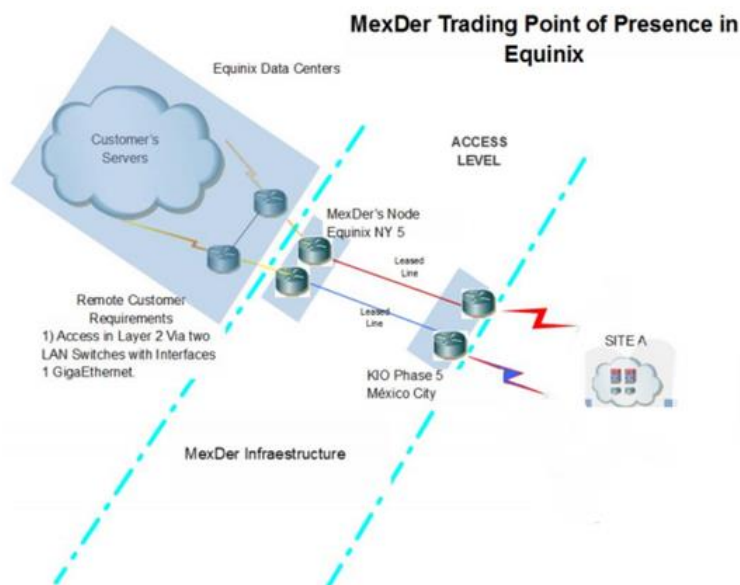 MexDer Trading Point of Presence in
Equinix
Equinix Data Centers
Customer's
Servers
ACCESS
LEVEL
MexDer's Node
Equinix NY 5
Leased
Line
Leased
Line
Remote Customer
Requirements
1) Access in Layer 2 Via two
LAN Switches with Interfaces
1 GigaEthernet.
SITE A
KIO Phase 5
México City
MexDer Infraestructure